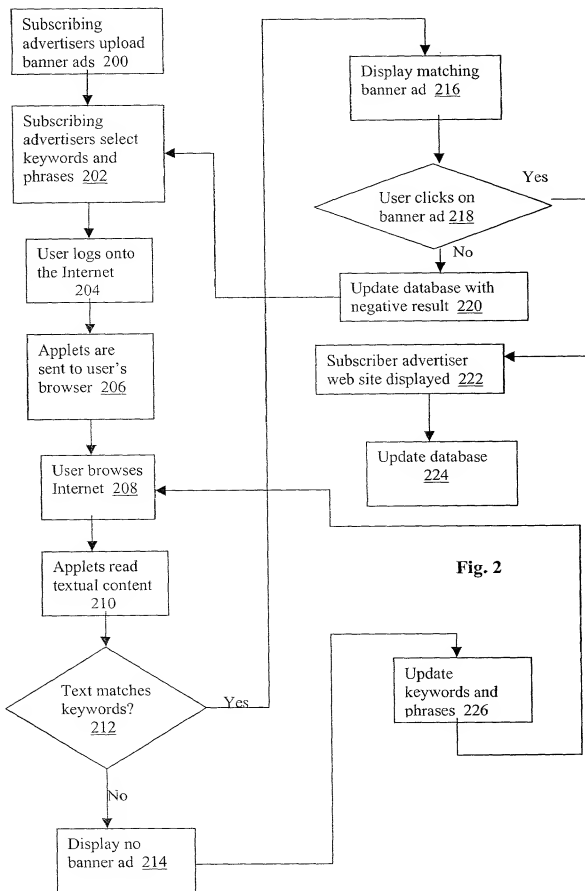 Subscribing
advertisers upload
banner ads 200
Subscribing
advertisers select
keywords and
phrases 202
User logs onto
the Internet
204
Applets are
sent to user's
browser 206
User browses
Internet 208
Applets read
textual content
210
Text matches
keywords?
212
Yes
No
Display no
banner ad 214
Display matching
banner ad 216
User clicks on
banner ad 218
Yes
No
Update database with
negative result 220
Subscriber advertiser
web site displayed 222
Update database
224
Fig. 2
Update
keywords and
phrases 226